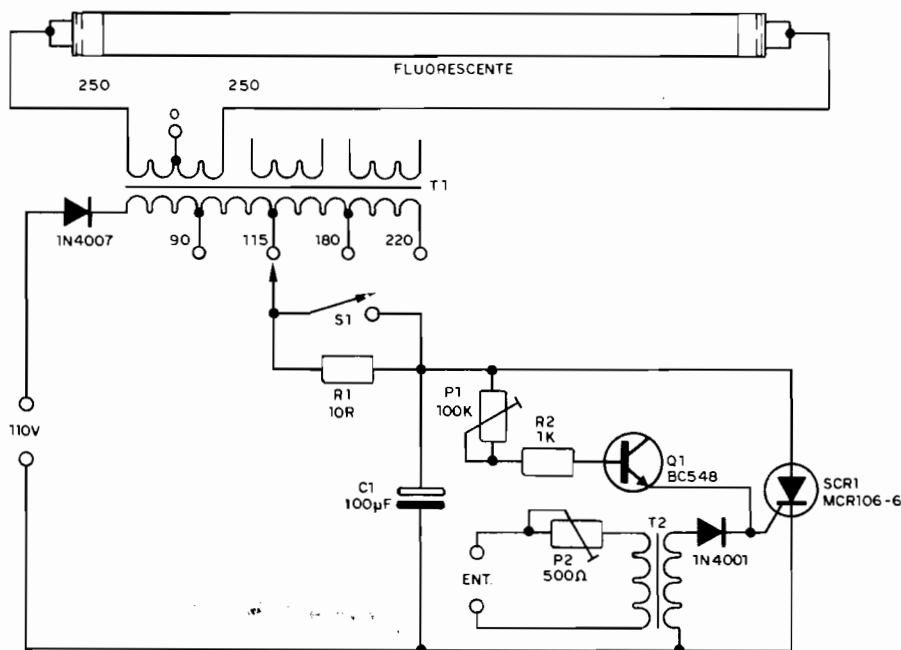 FLUORESCENTE
250
250
0
T1
1N4007
90
115
180
220
S1
R1
10R
110V
P1
100K
R2
1K
Q1
BC548
SCR1
MCR106-6
C1
100µF
T2
P2
500Ω
1N4001
ENT.